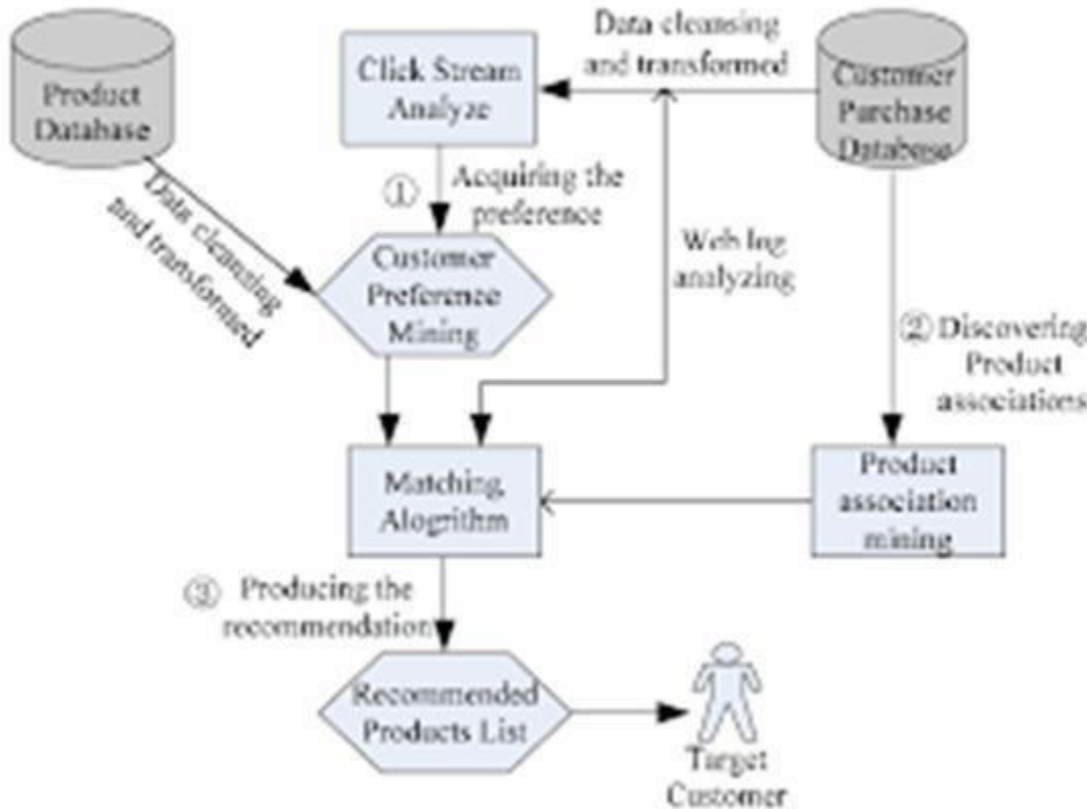 Product
Database
Click Stream
Analyze
Data cleansing
and transformed
Customer
Purchase
Database
Data cleansing
and transformed
①
Acquiring the
preference
Customer
Preference
Mining
Web log
analyzing
② Discovering
Product
associations
Matching
Alogrithm
Product
association
mining
③ Producing the
recommendation
Recommended
Products List
Target
Customer